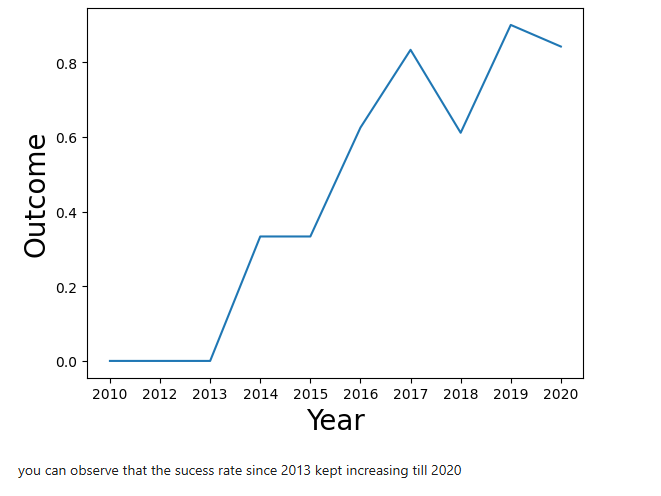 0.8
0.6
0.4
0.2
0.0
Outcome
2010 2012 2013 2014 2015 2016 2017 2018 2019 2020
Year
you can observe that the sucess rate since 2013 kept increasing till 2020